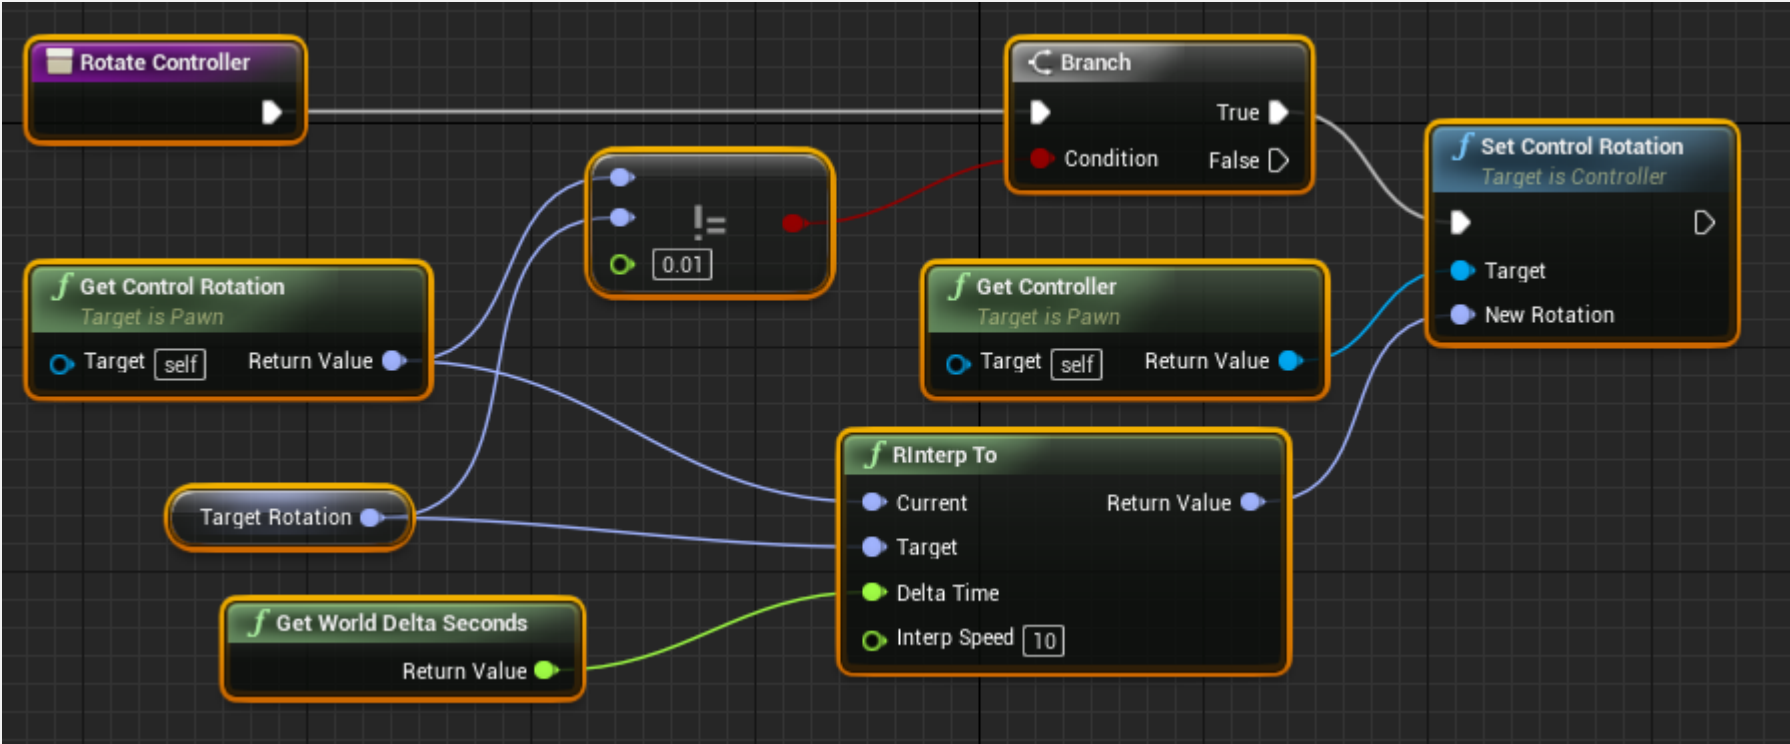 Rotate Controller
Branch
True
Condition
False
Set Control Rotation
Target is Controller
Target
New Rotation
!=
0.01
Get Control Rotation
Target is Pawn
Target self Return Value
Get Controller
Target is Pawn
Target self Return Value
RInterp To
Current Return Value
Target
Delta Time
Interp Speed 10
Target Rotation
Get World Delta Seconds
Return Value